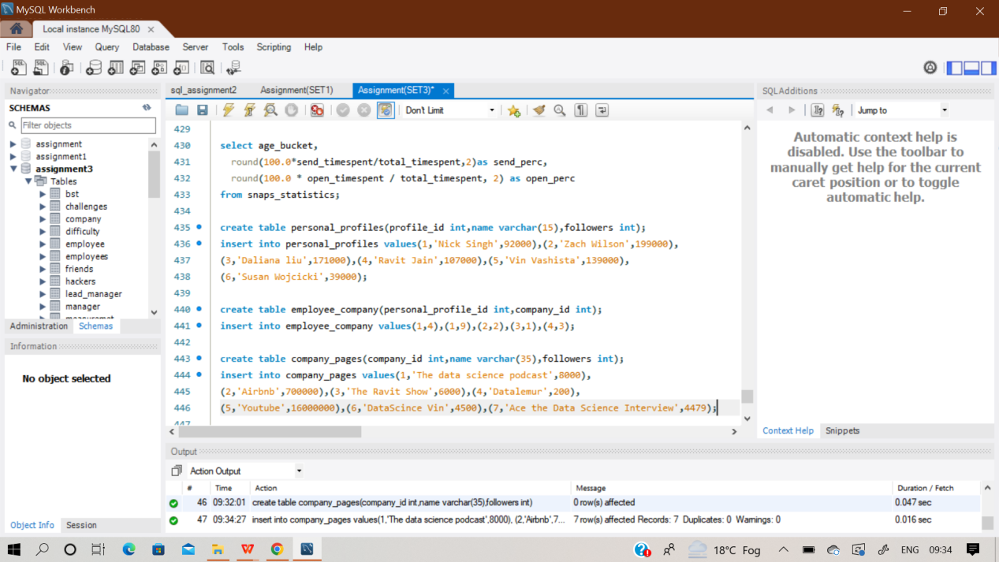 MySQL Workbench
Local instance MySQL80
File Edit View Query Database Server Tools Scripting Help
Navigator
SCHEMAS
Filter objects
assignment
assignment1
assignment3
Tables
bst
challenges
company
difficulty
employee
employees
friends
hackers
lead_manager
manager
Administration Schemas
Information
No object selected
Object Info Session
sql_assignment2 Assignment(SET1) Assignment(SET3)*
Don't Limit
429
430 select age_bucket,
431 round(100.0*send_timespent/total_timespent,2)as send_perc,
432 round(100.0 * open_timespent / total_timespent, 2) as open_perc
433 from snaps_statistics;
434
435 create table personal_profiles(profile_id int,name varchar(15),followers int);
436 insert into personal_profiles values(1,'Nick Singh',92000),(2,'Zach Wilson',199000),
437 (3,'Daliana liu',171000),(4,'Ravit Jain',107000),(5,'Vin Vashista',139000),
438 (6,'Susan Wojcicki',39000);
439
440 create table employee_company(personal_profile_id int,company_id int);
441 insert into employee_company values(1,4),(1,9),(2,2),(3,1),(4,3);
442
443 create table company_pages(company_id int,name varchar(35),followers int);
444 insert into company_pages values(1,'The data science podcast',8000),
445 (2,'Airbnb',700000),(3,'The Ravit Show',6000),(4,'Datalemur',200),
446 (5,'Youtube',16000000),(6,'DataScince Vin',4500),(7,'Ace the Data Science Interview',4479);
447
SQLAdditions
Jump to
Automatic context help is
disabled. Use the toolbar to
manually get help for the current
caret position or to toggle
automatic help.
Context Help Snippets
Output
Action Output
# Time Action Message Duration / Fetch
46 09:32:01 create table company_pages(company_id int,name varchar(35),followers int) 0 row(s) affected 0.047 sec
47 09:34:27 insert into company_pages values(1,'The data science podcast',8000), (2,'Airbnb',7... 7 row(s) affected Records: 7 Duplicates: 0 Warnings: 0 0.016 sec
18°C Fog ENG 09:34